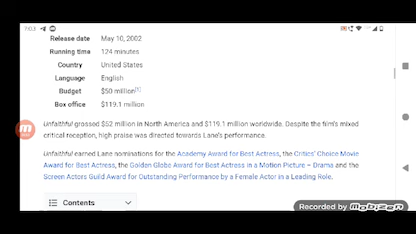 7:03
Release date May 10, 2002
Running time 124 minutes
Country United States
Language English
Budget $50 million[1]
Box office $119.1 million
Unfaithful grossed $52 million in North America and $119.1 million worldwide. Despite the film's mixed
critical reception, high praise was directed towards Lane's performance.
Unfaithful earned Lane nominations for the Academy Award for Best Actress, the Critics' Choice Movie
Award for Best Actress, the Golden Globe Award for Best Actress in a Motion Picture – Drama and the
Screen Actors Guild Award for Outstanding Performance by a Female Actor in a Leading Role.
Contents
Recorded by Mobizen